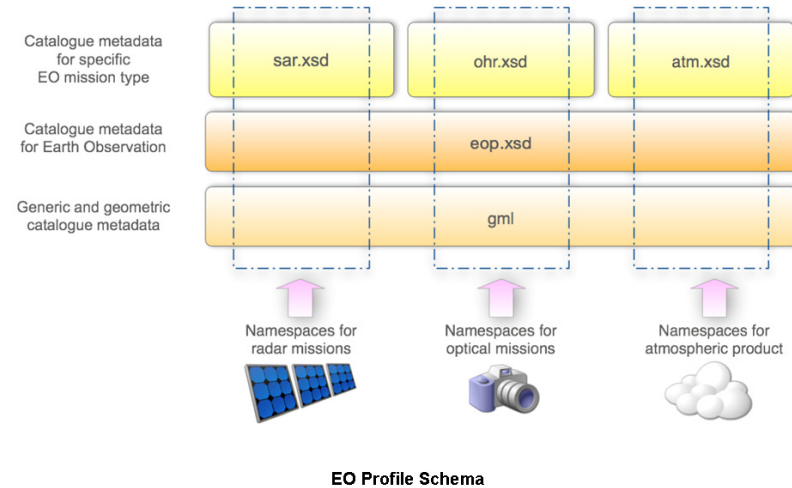 Catalogue metadata
for specific
EO mission type
sar.xsd
ohr.xsd
atm.xsd
Catalogue metadata
for Earth Observation
eop.xsd
Generic and geometric
catalogue metadata
gml
Namespaces for
radar missions
Namespaces for
optical missions
Namespaces for
atmospheric product
EO Profile Schema